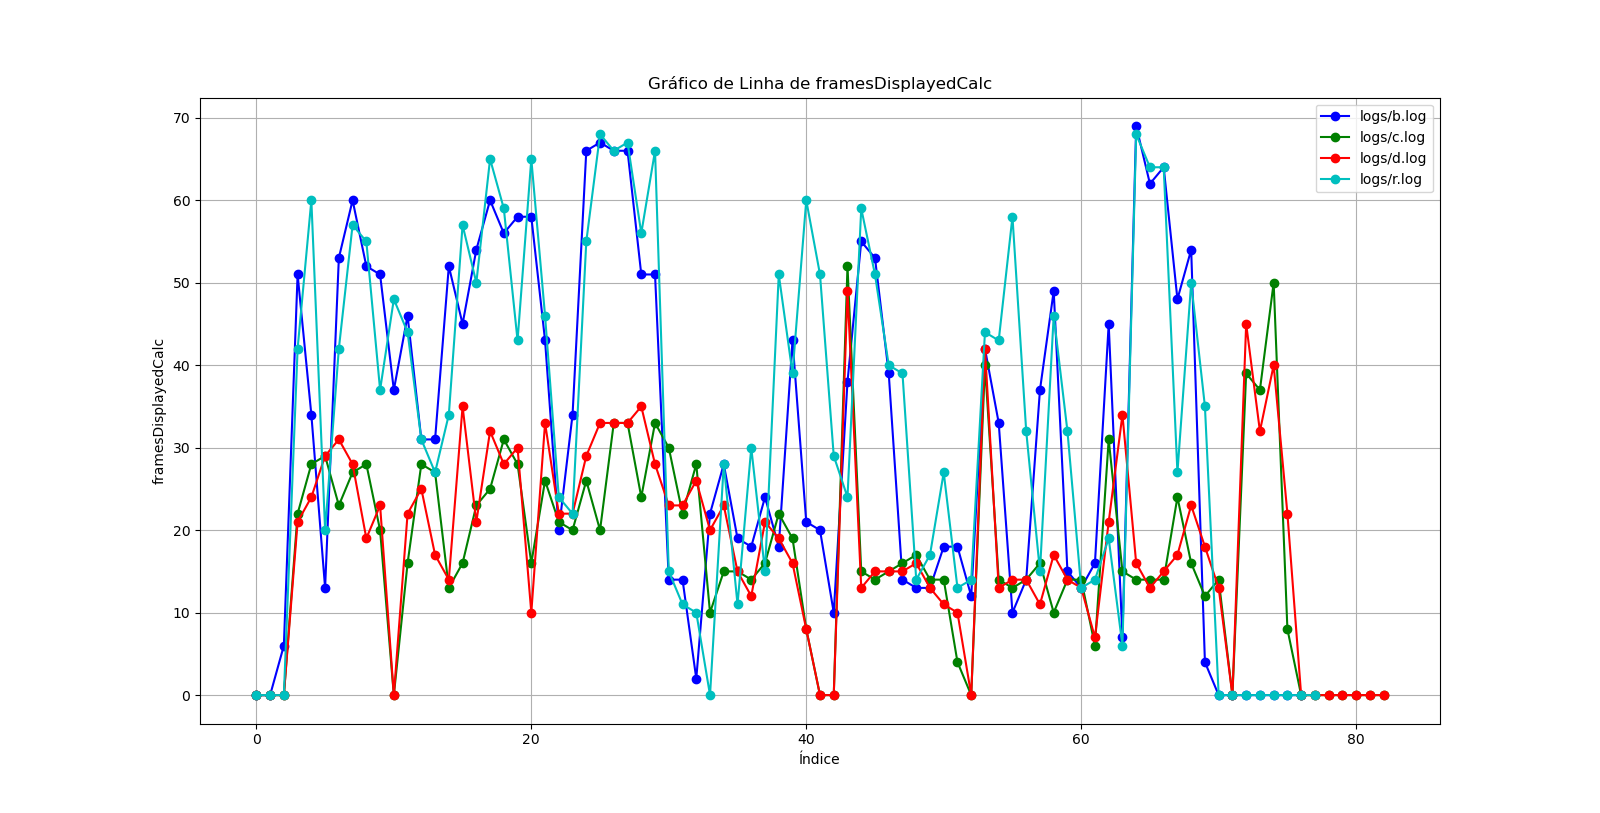 Gráfico de Linha de framesDisplayedCalc
70
60
50
40
30
20
10
0
framesDisplayedCalc
logs/b.log
logs/c.log
logs/d.log
logs/r.log
0
20
40
60
80
Índice